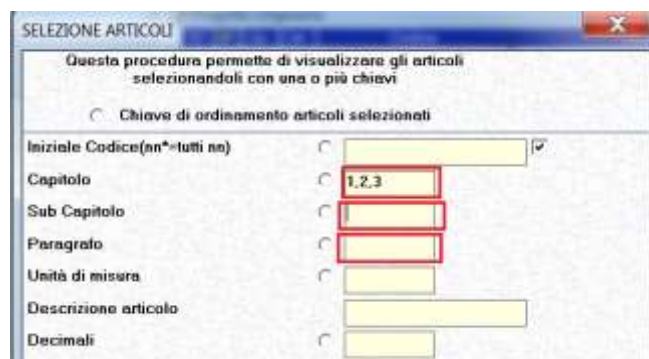 SELEZIONE ARTICOLI
Questa procedura permette di visualizzare gli articoli
selezionandoli con una o più chiavi
Chiave di ordinamento articoli selezionati
Iniziale Codice(nn*=tutti nn)
Capitolo 1,2,3
Sub Capitolo
Paragrafo
Unità di misura
Descrizione articolo
Decimali